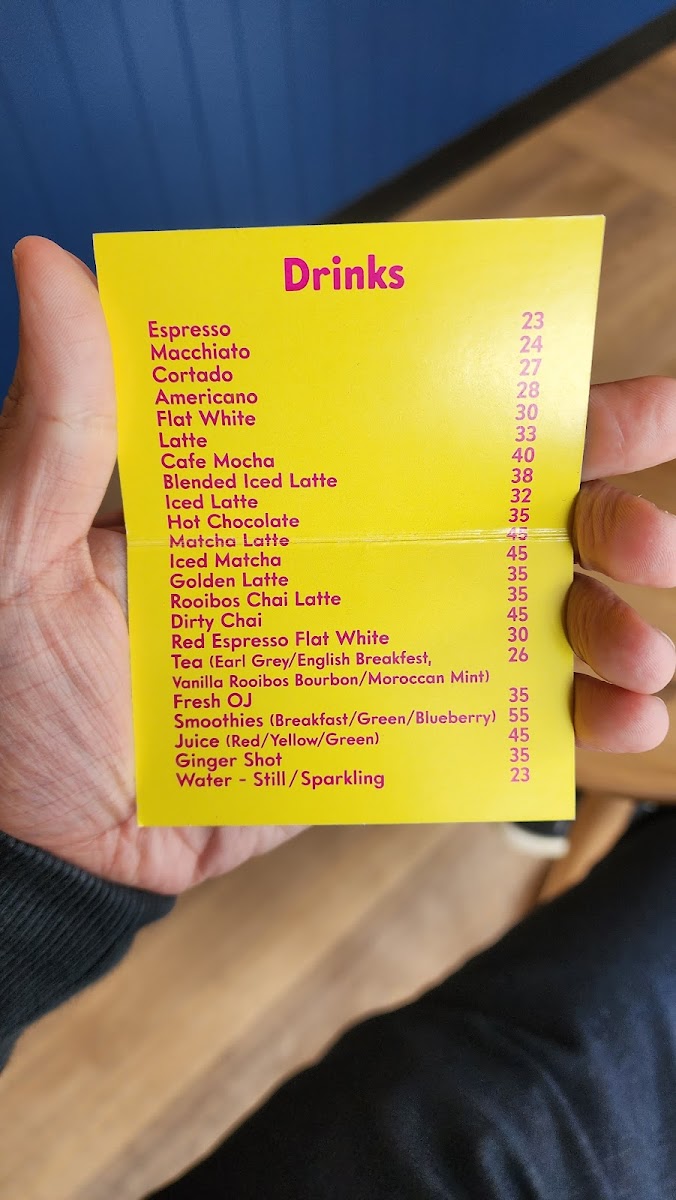 Drinks
Espresso 23
Macchiato 24
Cortado 27
Americano 28
Flat White 30
Latte 33
Cafe Mocha 40
Blended Iced Latte 38
Iced Latte 32
Hot Chocolate 35
Matcha Latte 45
Iced Matcha 45
Golden Latte 35
Rooibos Chai Latte 35
Dirty Chai 45
Red Espresso Flat White 30
Tea (Earl Grey/English Breakfest, 26
Vanilla Rooibos Bourbon/Moroccan Mint)
Fresh OJ 35
Smoothies (Breakfast/Green/Blueberry) 55
Juice (Red/Yellow/Green) 45
Ginger Shot 35
Water - Still/Sparkling 23